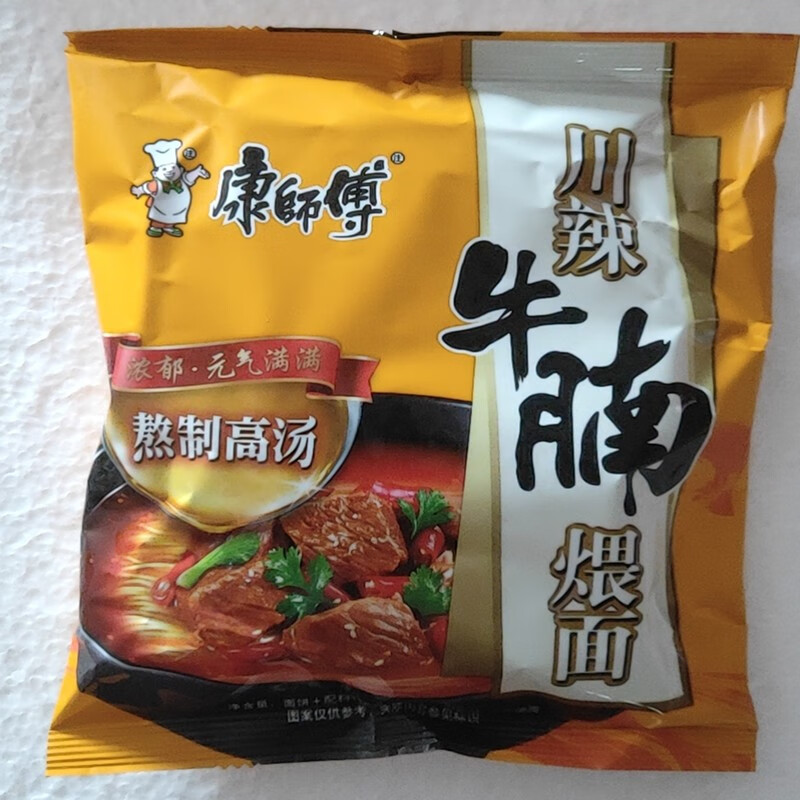 康師傅
浓郁·元气满满
熬制高汤
川辣
牛腩
煨面
图案仅供参考